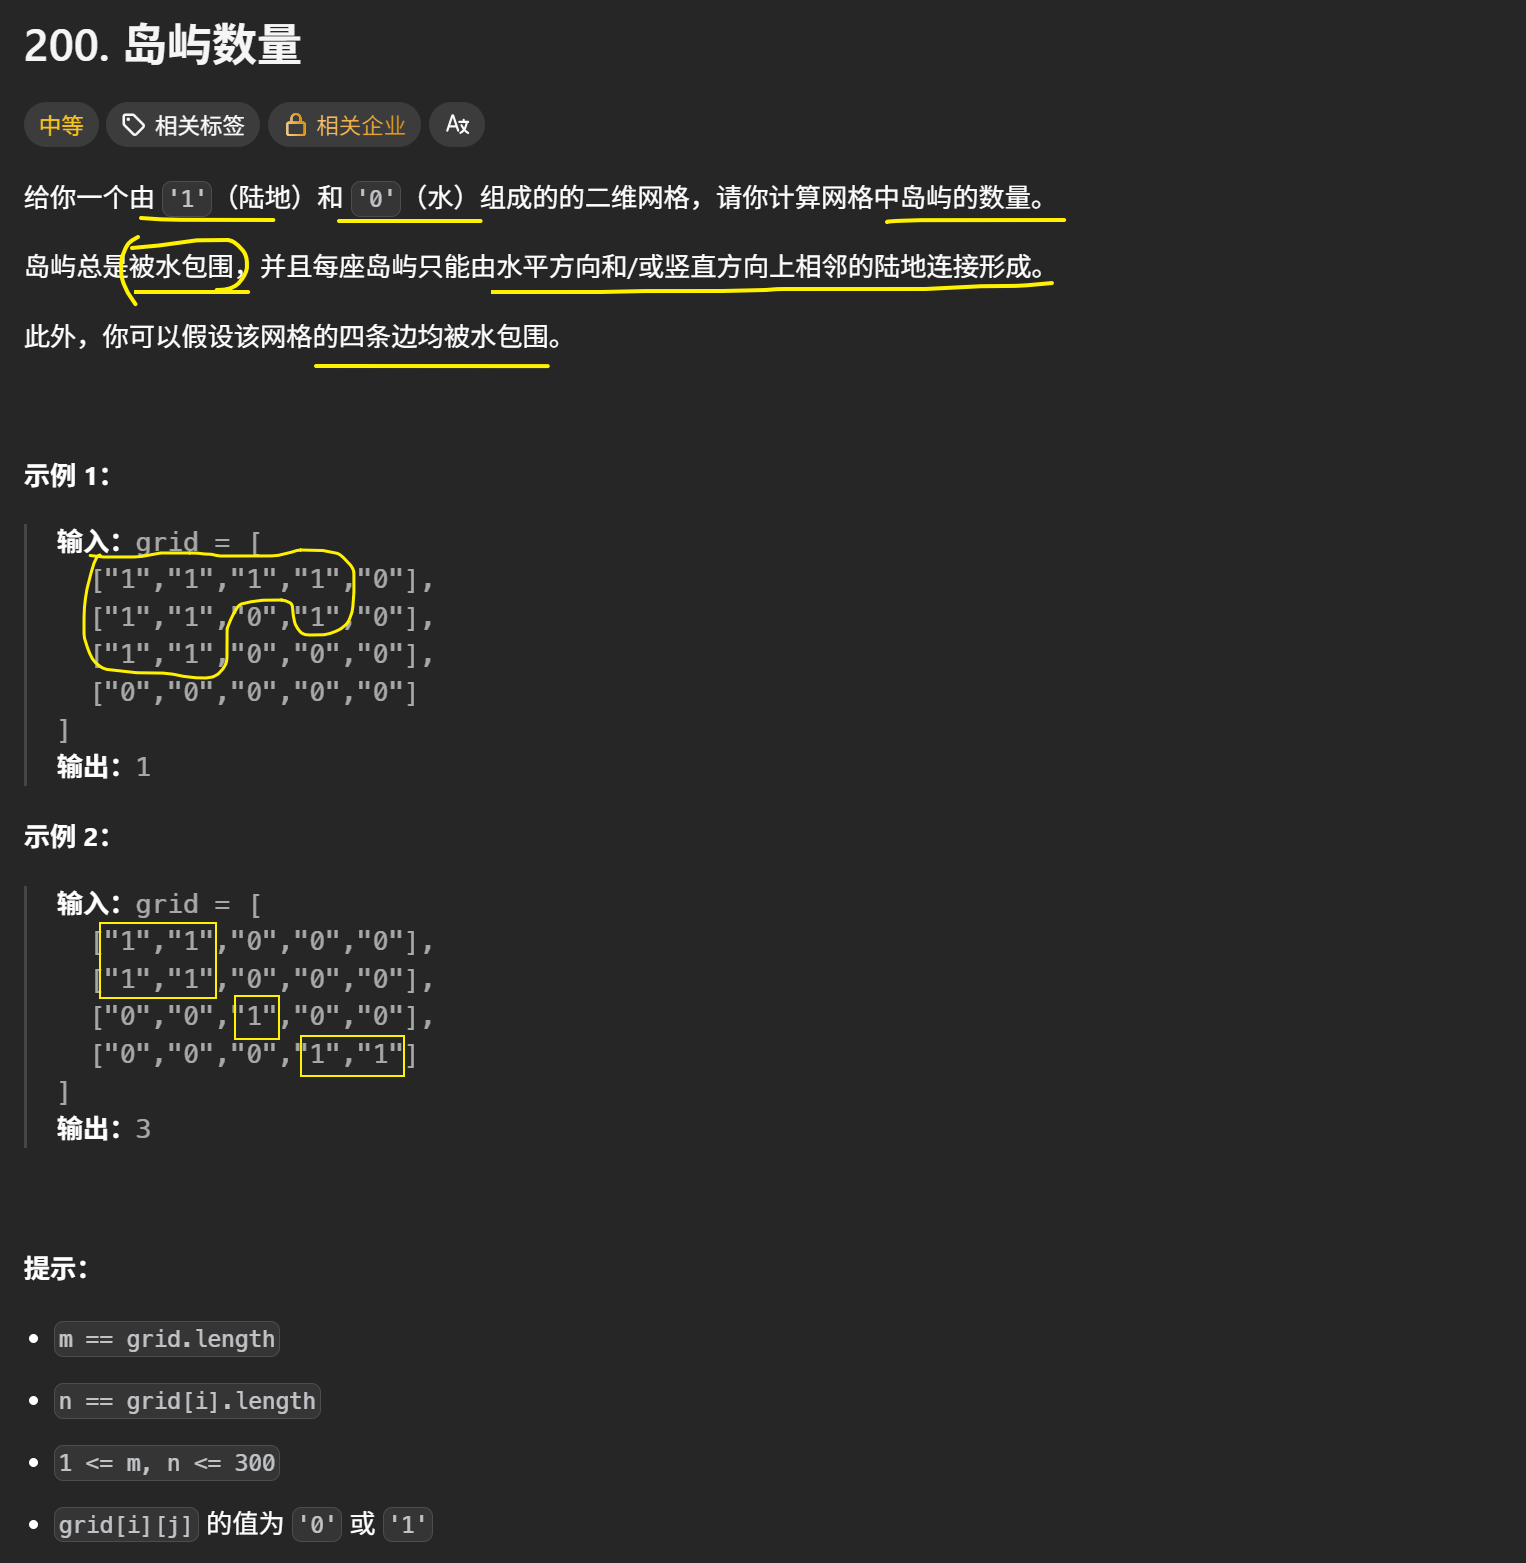 200. 岛屿数量
中等 相关标签 相关企业
给你一个由 '1'（陆地）和 '0'（水）组成的的二维网格，请你计算网格中岛屿的数量。
岛屿总是被水包围，并且每座岛屿只能由水平方向和/或竖直方向上相邻的陆地连接形成。
此外，你可以假设该网格的四条边均被水包围。
示例 1：
输入：grid = [
["1","1","1","1","0"],
["1","1","0","1","0"],
["1","1","0","0","0"],
["0","0","0","0","0"]
]
输出：1
示例 2：
输入：grid = [
["1","1","0","0","0"],
["1","1","0","0","0"],
["0","0","1","0","0"],
["0","0","0","1","1"]
]
输出：3
提示：
• m == grid.length
• n == grid[i].length
• 1 <= m, n <= 300
• grid[i][j] 的值为 '0' 或 '1'